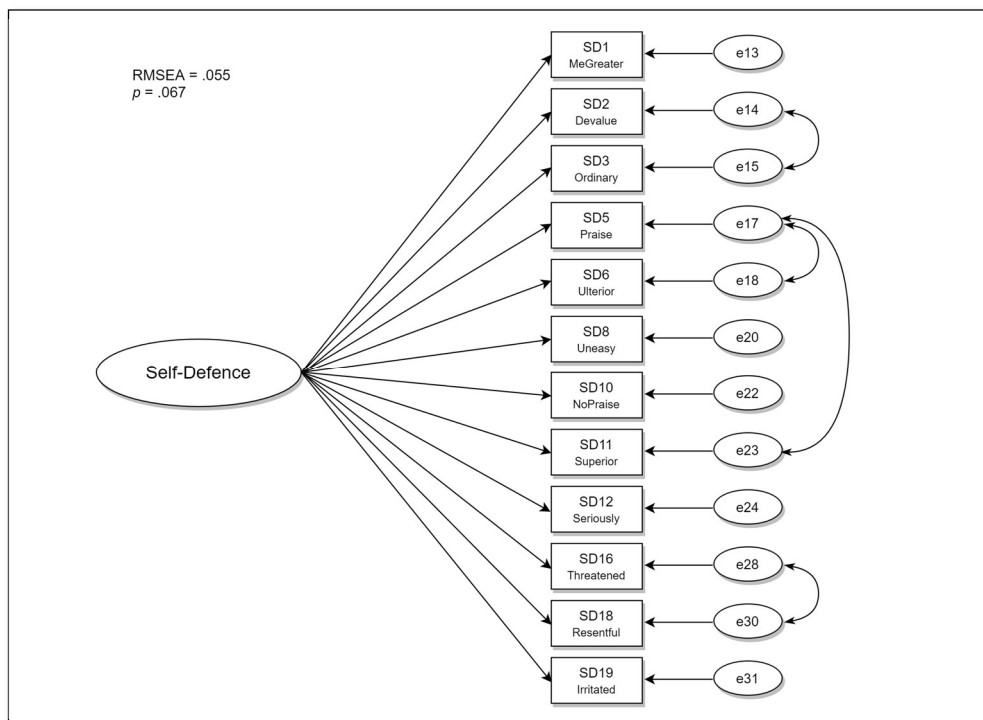 RMSEA = .055
p = .067
Self-Defence
SD1
MeGreater
e13
SD2
Devalue
e14
SD3
Ordinary
e15
SD5
Praise
e17
SD6
Ulterior
e18
SD8
Uneasy
e20
SD10
NoPraise
e22
SD11
Superior
e23
SD12
Seriously
e24
SD16
Threatened
e28
SD18
Resentful
e30
SD19
Irritated
e31